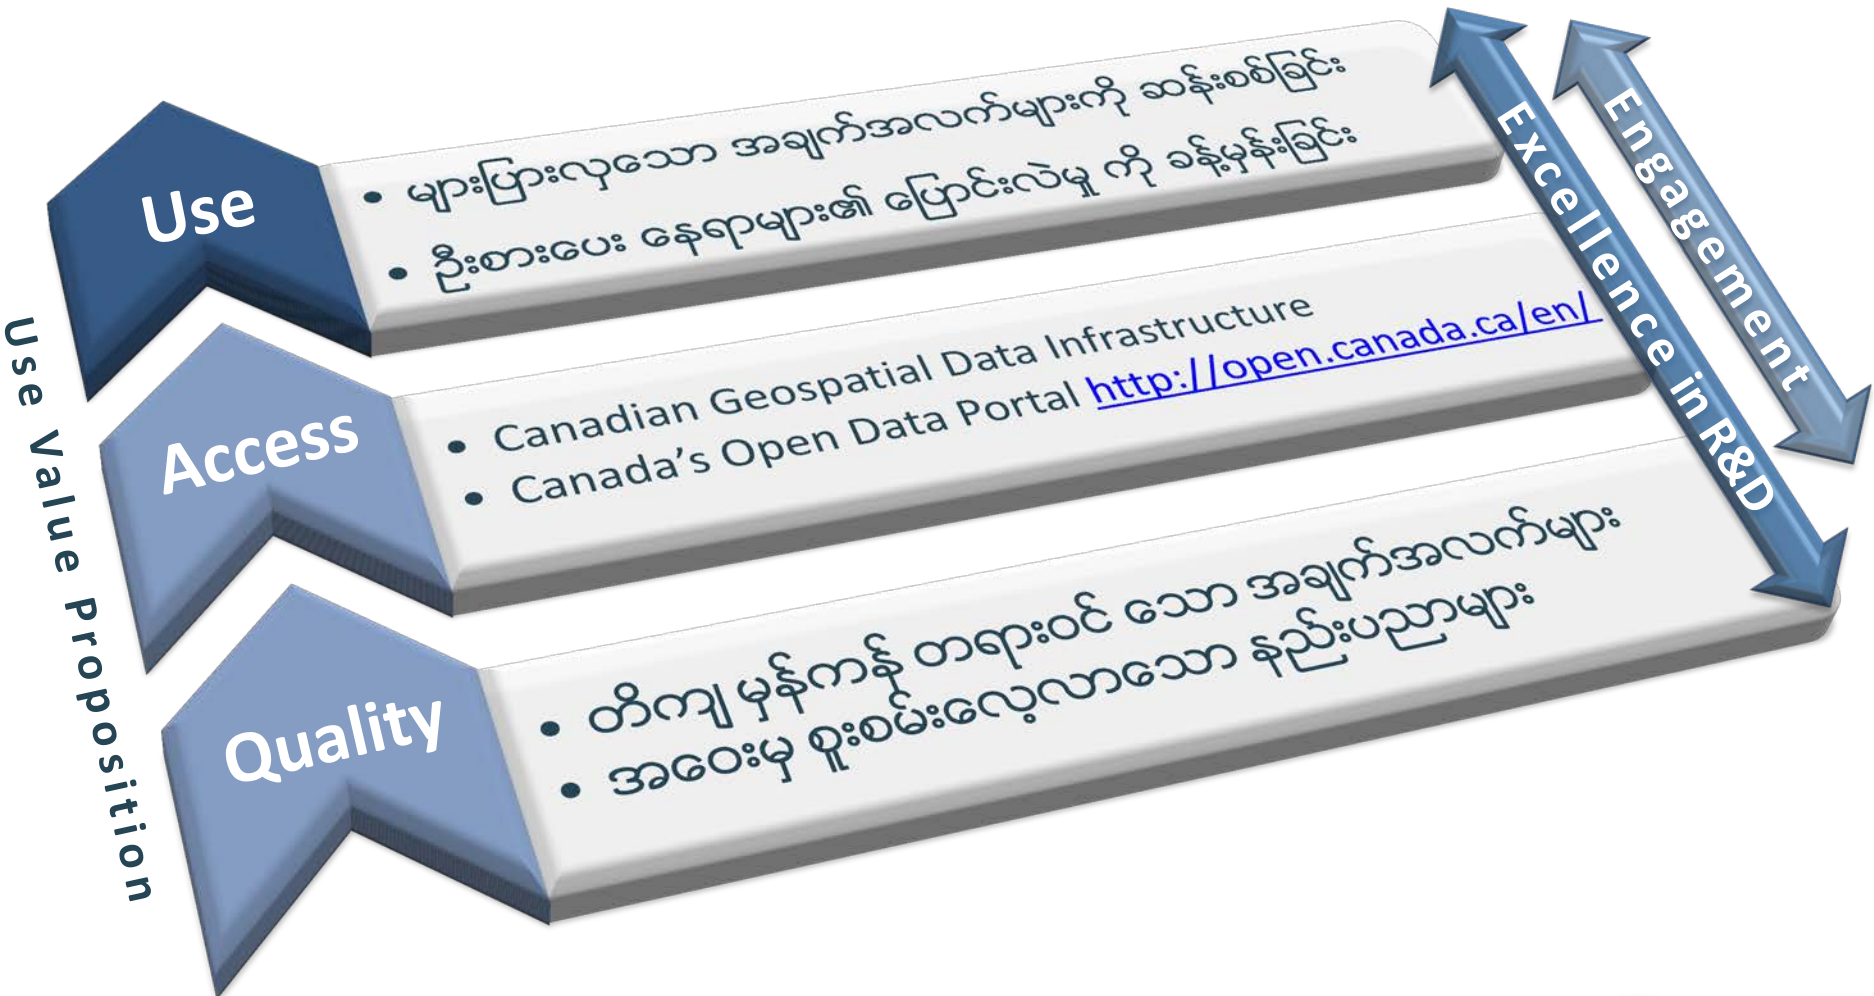 Use
• များပြားလှသော အချက်အလက်များကို ဆန်းစစ်ခြင်း
• ဦးစားပေး နေရာများ၏ ပြောင်းလဲမှု ကို ခန့်မှန်းခြင်း
Access
• Canadian Geospatial Data Infrastructure
• Canada’s Open Data Portal http://open.canada.ca/en/
Quality
• တိကျ မှန်ကန် တရားဝင် သော အချက်အလက်များ
• အဝေးမှ စူးစမ်းလေ့လာသော နည်းပညာများ
Use Value Proposition
Excellence in R&D
Engagement